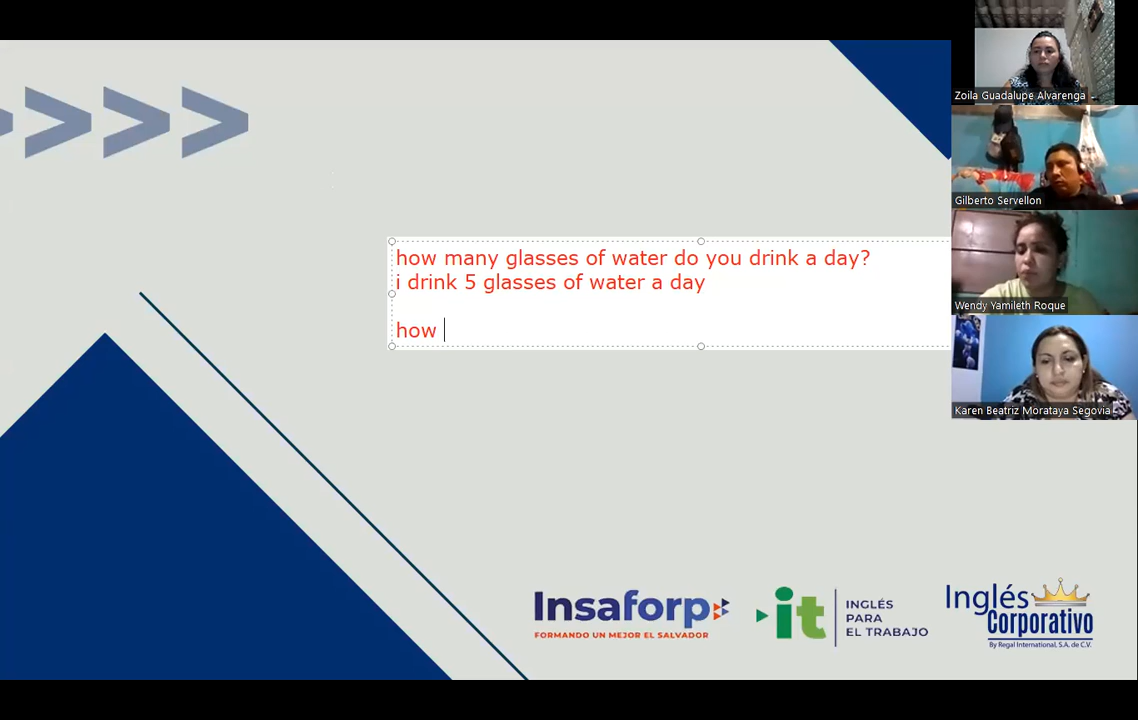 Zoila Guadalupe Alvarenga
Gilberto Servellon
Wendy Yamileth Roque
Karen Beatriz Morataya Segovia
how many glasses of water do you drink a day?
i drink 5 glasses of water a day
how
Insaforp
FORMANDO UN MEJOR EL SALVADOR
it
INGLÉS
PARA
EL TRABAJO
Inglés
Corporativo
By Regal International, S.A. de C.V.